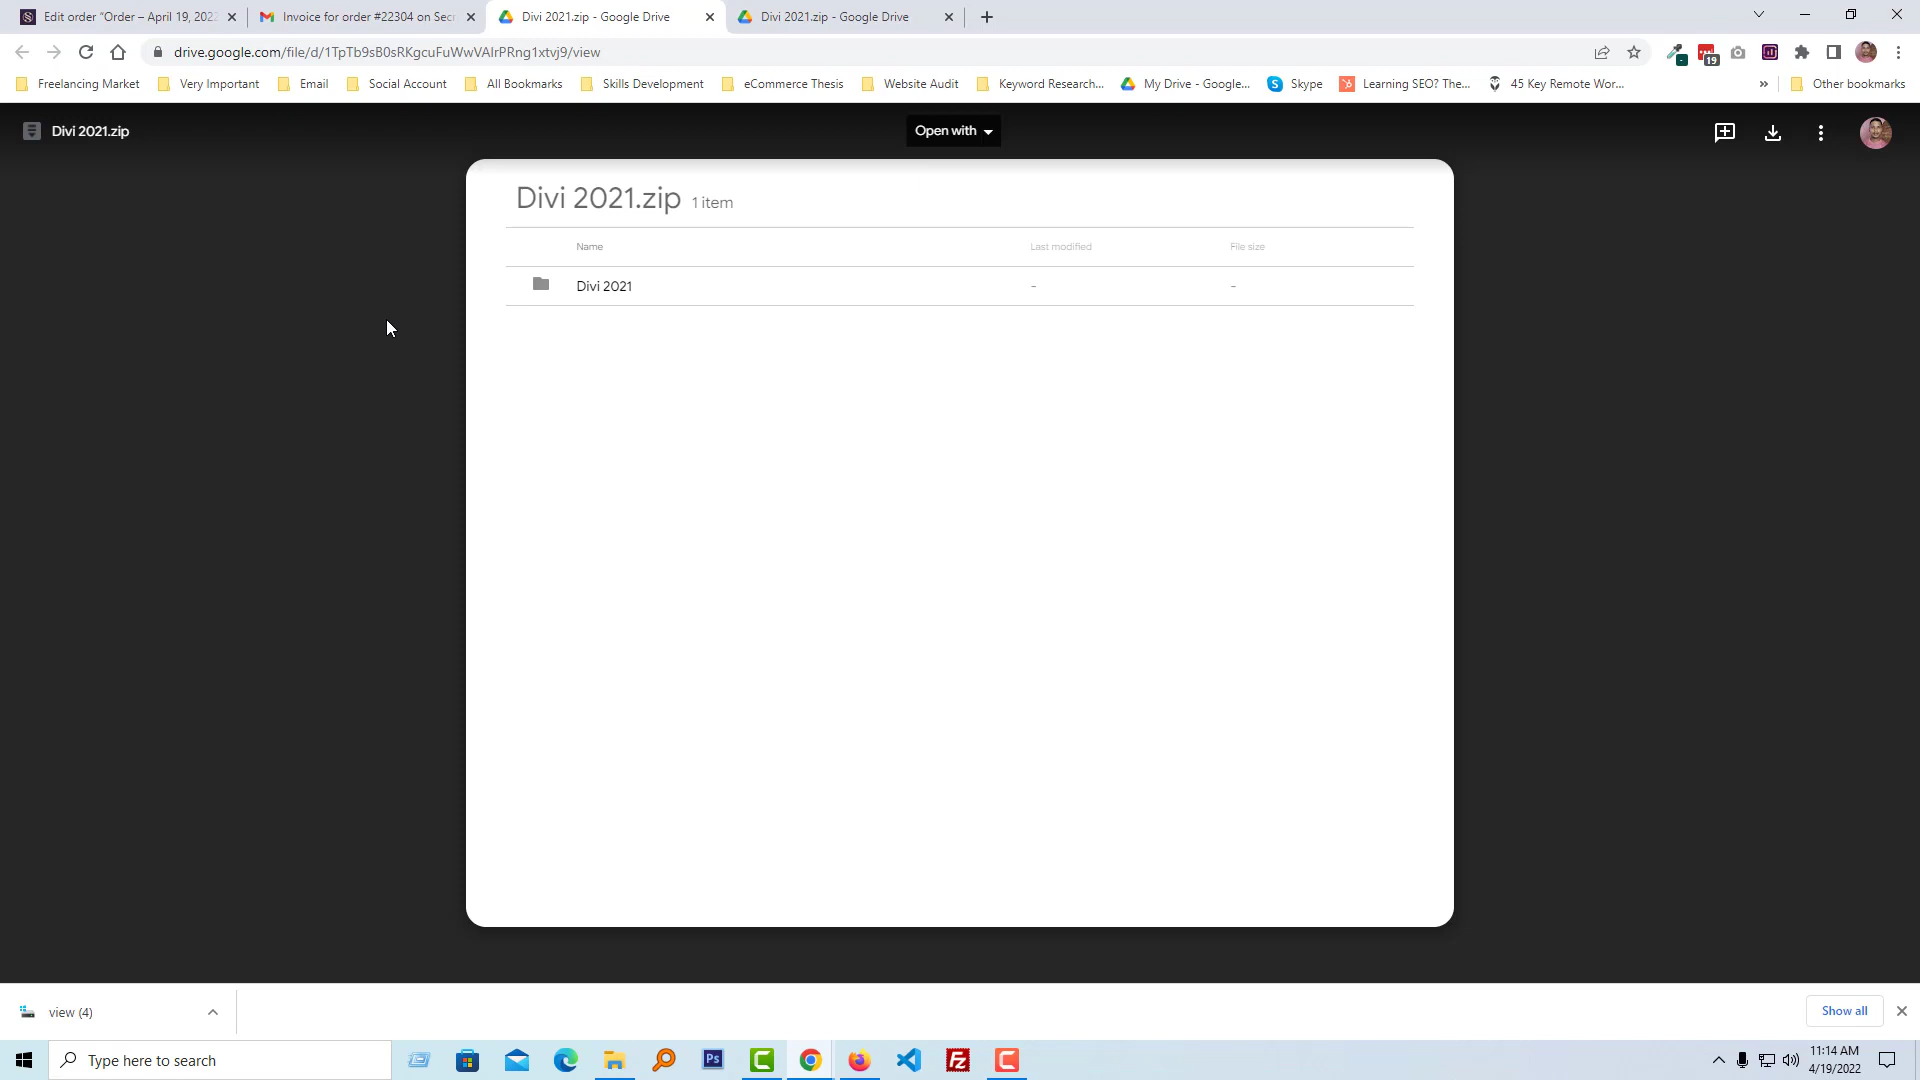 Edit order "Order – April 19, 202
Invoice for order #22304 on Secr
Divi 2021.zip - Google Drive
Divi 2021.zip - Google Drive
drive.google.com/file/d/1TpTb9sB0sRKgcuFuWwVAIrPRng1xtvj9/view
19
Freelancing Market
Very Important
Email
Social Account
All Bookmarks
Skills Development
eCommerce Thesis
Website Audit
Keyword Research...
My Drive - Google...
Skype
Learning SEO? The...
45 Key Remote Wor...
»
Other bookmarks
Divi 2021.zip
Open with
Divi 2021.zip 1 item
Name Last modified File size
Divi 2021 - -
view (4)
Show all
Type here to search
Ps
Fz
11:14 AM
4/19/2022